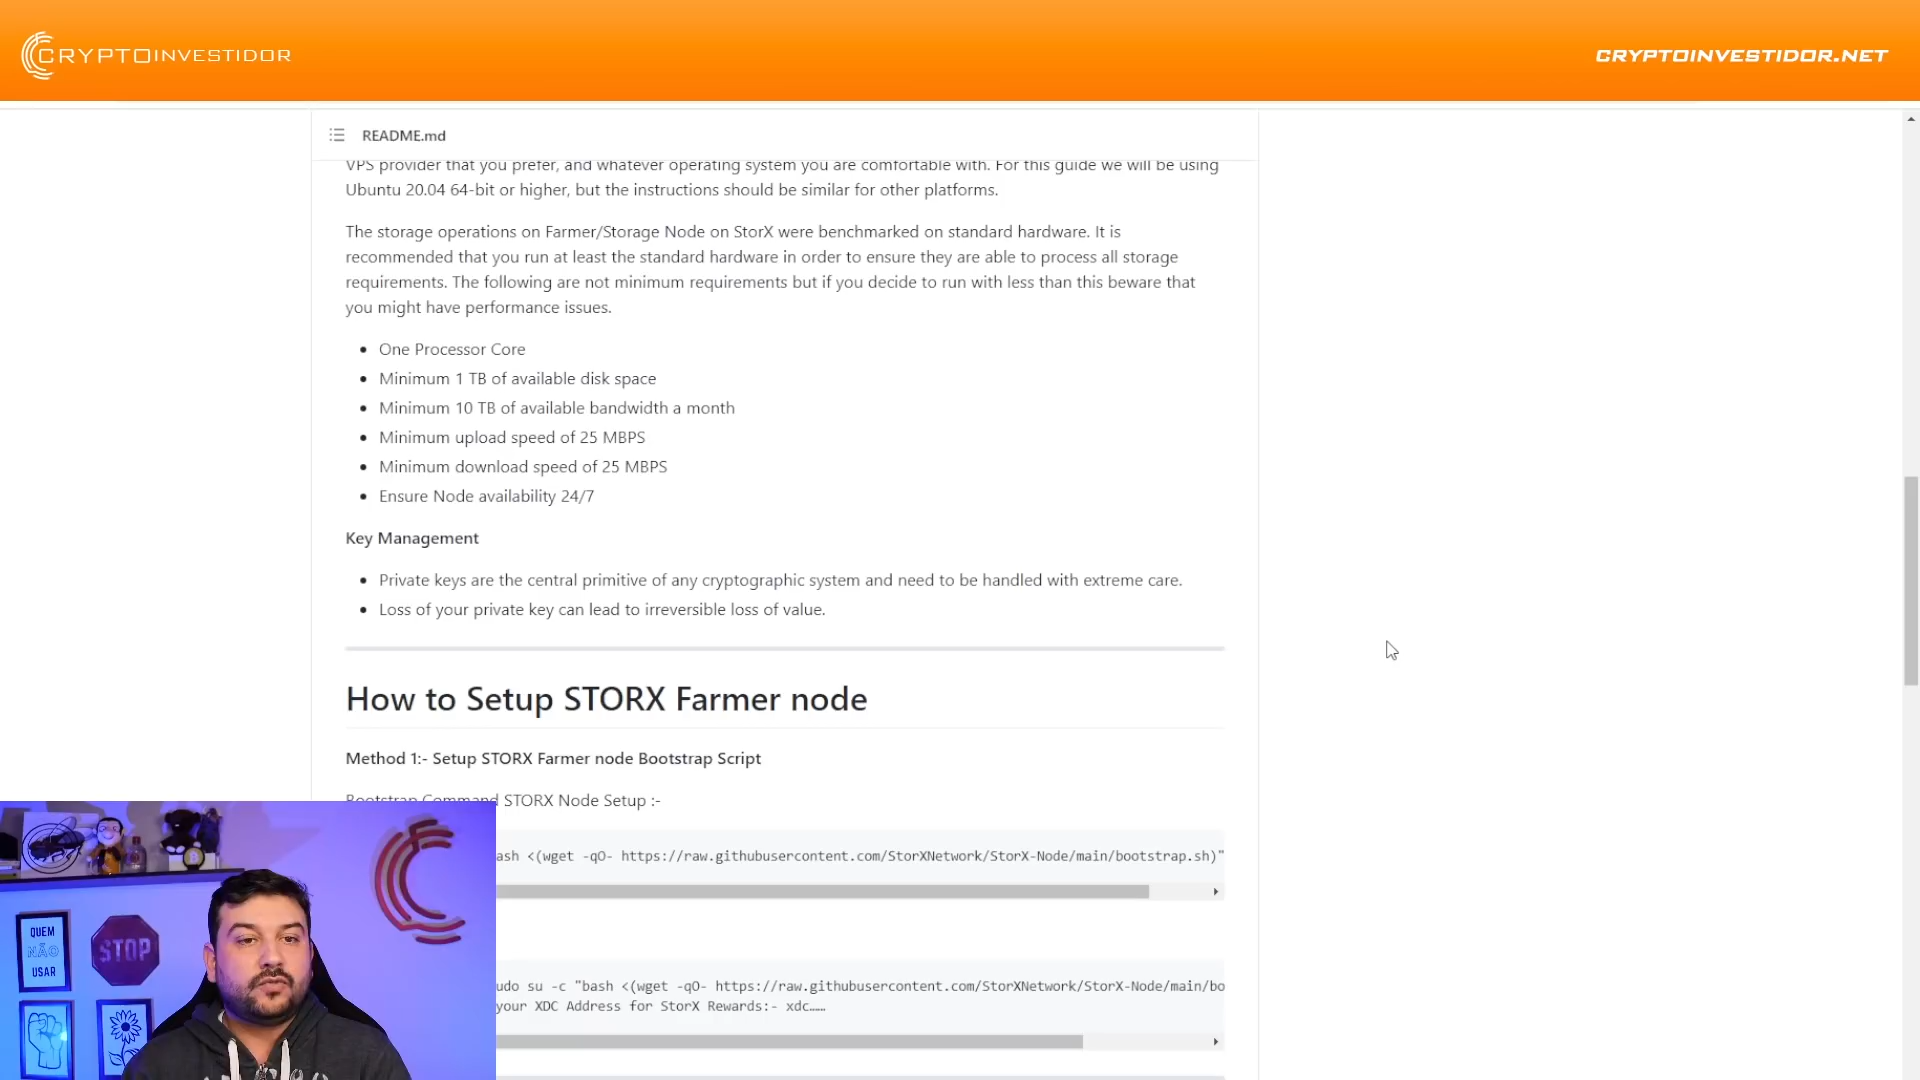 CRYPTOINVESTIDOR
CRYPTOINVESTIDOR.NET
README.md
VPS provider that you prefer, and whatever operating system you are comfortable with. For this guide we will be using
Ubuntu 20.04 64-bit or higher, but the instructions should be similar for other platforms.
The storage operations on Farmer/Storage Node on StorX were benchmarked on standard hardware. It is
recommended that you run at least the standard hardware in order to ensure they are able to process all storage
requirements. The following are not minimum requirements but if you decide to run with less than this beware that
you might have performance issues.
One Processor Core
Minimum 1 TB of available disk space
Minimum 10 TB of available bandwidth a month
Minimum upload speed of 25 MBPS
Minimum download speed of 25 MBPS
Ensure Node availability 24/7
Key Management
Private keys are the central primitive of any cryptographic system and need to be handled with extreme care.
Loss of your private key can lead to irreversible loss of value.
How to Setup STORX Farmer node
Method 1:- Setup STORX Farmer node Bootstrap Script
Bootstrap Command STORX Node Setup :-
ash <(wget -qO- https://raw.githubusercontent.com/StorXNetwork/StorX-Node/main/bootstrap.sh)"
udo su -c "bash <(wget -qO- https://raw.githubusercontent.com/StorXNetwork/StorX-Node/main/bo
your XDC Address for StorX Rewards:- xdc……
QUEM
NÃO
USAR
STOP